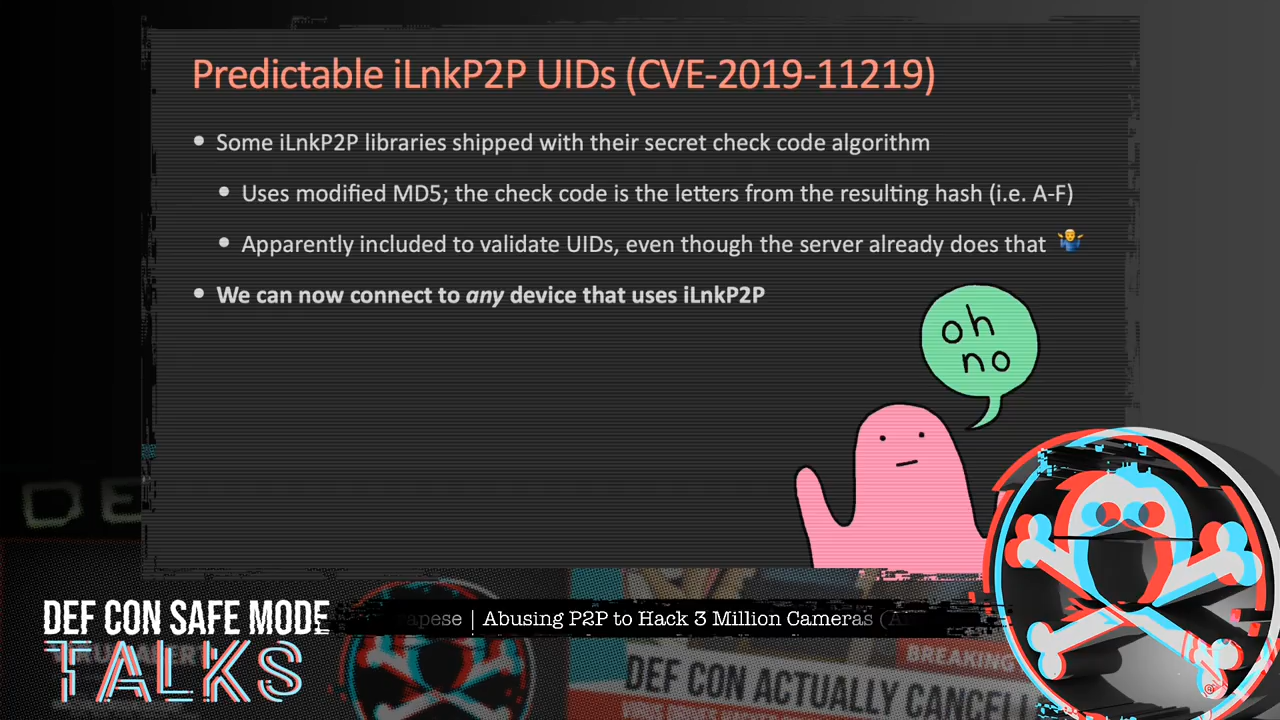 Predictable iLnkP2P UIDs (CVE-2019-11219)
• Some iLnkP2P libraries shipped with their secret check code algorithm
• Uses modified MD5; the check code is the letters from the resulting hash (i.e. A-F)
• Apparently included to validate UIDs, even though the server already does that 🤷‍♂️
• We can now connect to any device that uses iLnkP2P
oh
no
DE
DEF CON SAFE MODE
TALKS
apese | Abusing P2P to Hack 3 Million Cameras (A
BREAKING
DEF CON ACTUALLY CANCELL